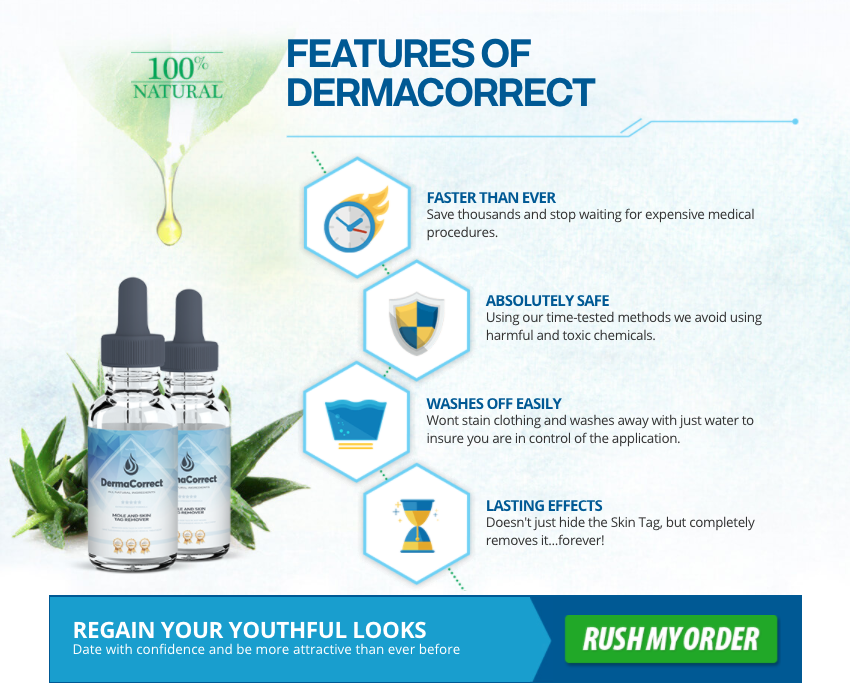 100%
NATURAL
FEATURES OF
DERMACORRECT
FASTER THAN EVER
Save thousands and stop waiting for expensive medical
procedures.
ABSOLUTELY SAFE
Using our time-tested methods we avoid using
harmful and toxic chemicals.
WASHES OFF EASILY
Wont stain clothing and washes away with just water to
insure you are in control of the application.
LASTING EFFECTS
Doesn't just hide the Skin Tag, but completely
removes it...forever!
DermaCorrect
MOLE AND SKIN
TAG REMOVER
maCorrect
REGAIN YOUR YOUTHFUL LOOKS
Date with confidence and be more attractive than ever before
RUSH MY ORDER